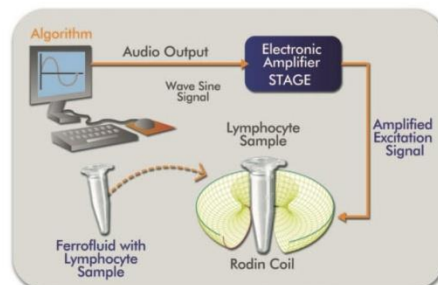 Algorithm
Audio Output
Wave Sine
Signal
Electronic
Amplifier
STAGE
Amplified
Excitation
Signal
Lymphocyte
Sample
Ferrofluid with
Lymphocyte
Sample
Rodin Coil